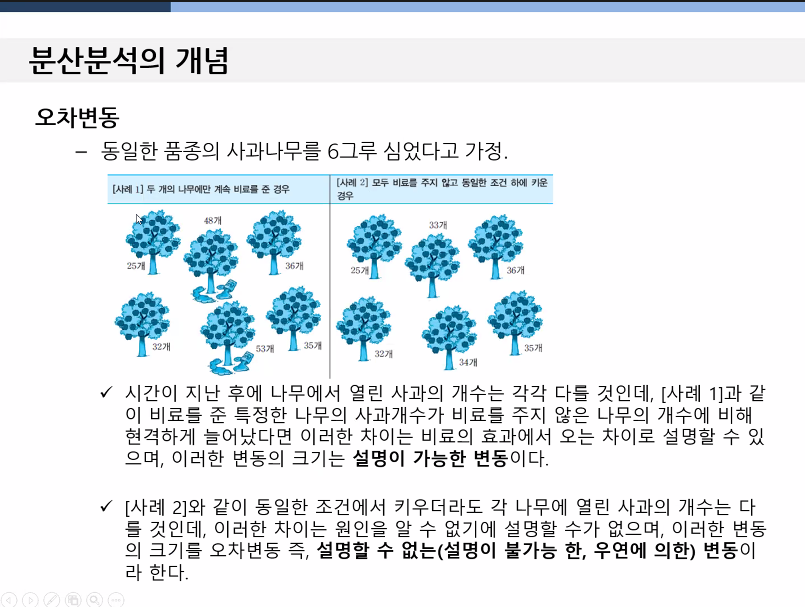 분산분석의 개념
오차변동
– 동일한 품종의 사과나무를 6그루 심었다고 가정.
[사례 1] 두 개의 나무에만 계속 비료를 준 경우
[사례 2] 모두 비료를 주지 않고 동일한 조건 하에 키운
경우
48개
25개
36개
32개
53개
35개
33개
25개
36개
32개
34개
35개
✓ 시간이 지난 후에 나무에서 열린 사과의 개수는 각각 다를 것인데, [사례 1]과 같
이 비료를 준 특정한 나무의 사과개수가 비료를 주지 않은 나무의 개수에 비해
현격하게 늘어났다면 이러한 차이는 비료의 효과에서 오는 차이로 설명할 수 있
으며, 이러한 변동의 크기는 설명이 가능한 변동이다.
✓ [사례 2]와 같이 동일한 조건에서 키우더라도 각 나무에 열린 사과의 개수는 다
를 것인데, 이러한 차이는 원인을 알 수 없기에 설명할 수가 없으며, 이러한 변동
의 크기를 오차변동 즉, 설명할 수 없는(설명이 불가능 한, 우연에 의한) 변동이
라 한다.